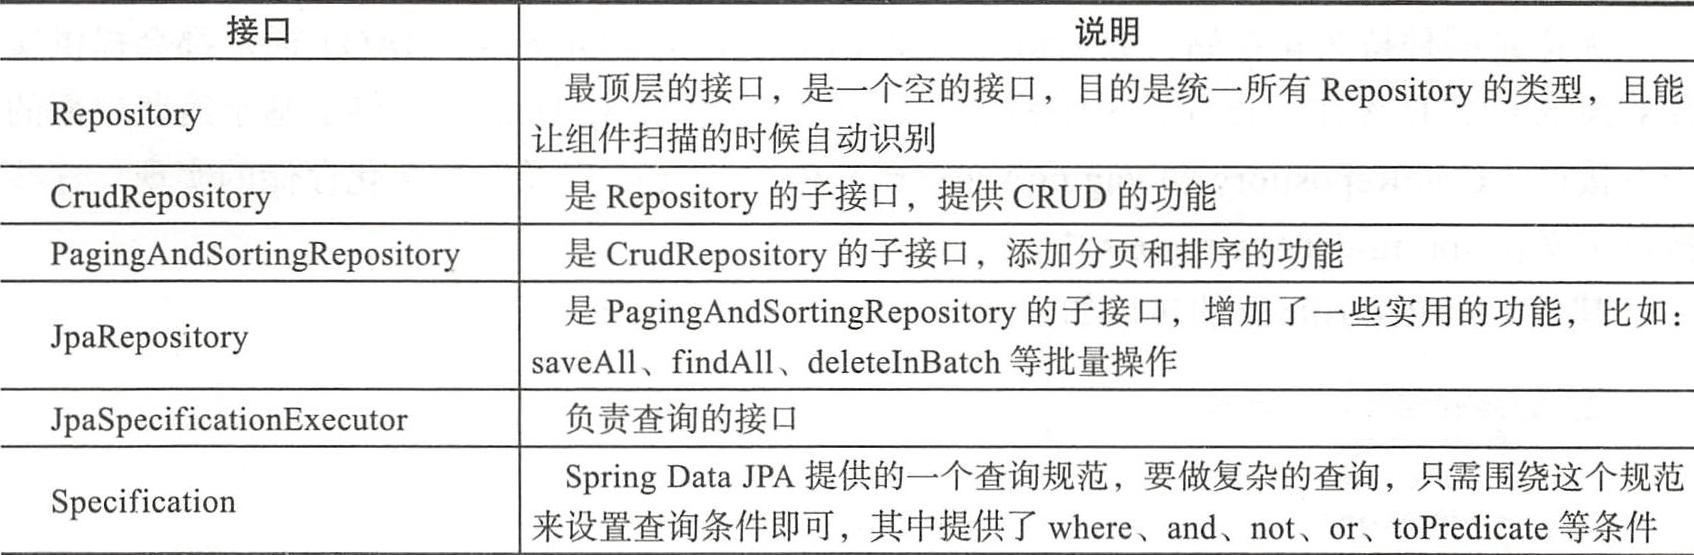 接口 说明
Repository
最顶层的接口，是一个空的接口，目的是统一所有 Repository 的类型，且能
让组件扫描的时候自动识别
CrudRepository 是 Repository 的子接口，提供 CRUD 的功能
PagingAndSortingRepository 是 CrudRepository 的子接口，添加分页和排序的功能
JpaRepository
是 PagingAndSortingRepository 的子接口，增加了一些实用的功能，比如：
saveAll、findAll、deleteInBatch 等批量操作
JpaSpecificationExecutor 负责查询的接口
Specification
Spring Data JPA 提供的一个查询规范，要做复杂的查询，只需围绕这个规范
来设置查询条件即可，其中提供了 where、and、not、or、toPredicate 等条件